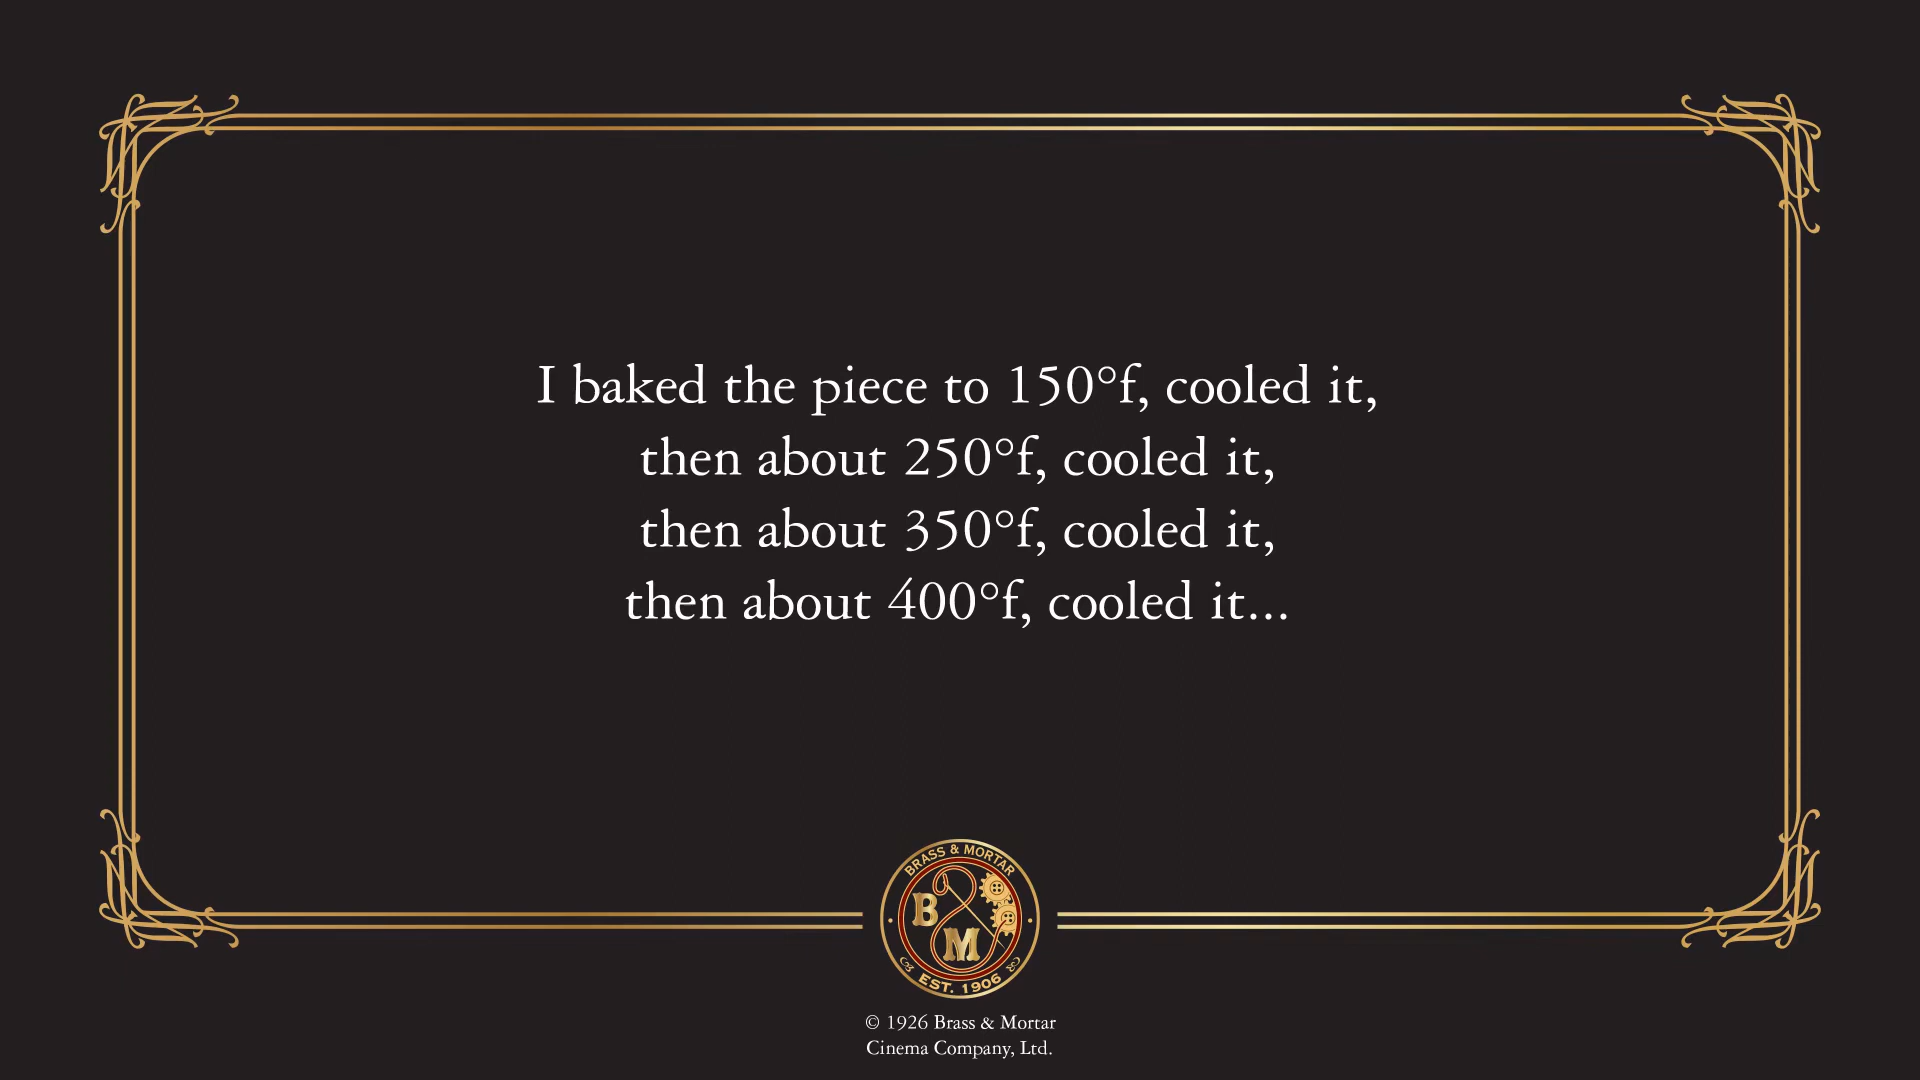 I baked the piece to 150°f, cooled it,
then about 250°f, cooled it,
then about 350°f, cooled it,
then about 400°f, cooled it...
BRASS & MORTAR
B
M
EST. 1906
© 1926 Brass & Mortar
Cinema Company, Ltd.